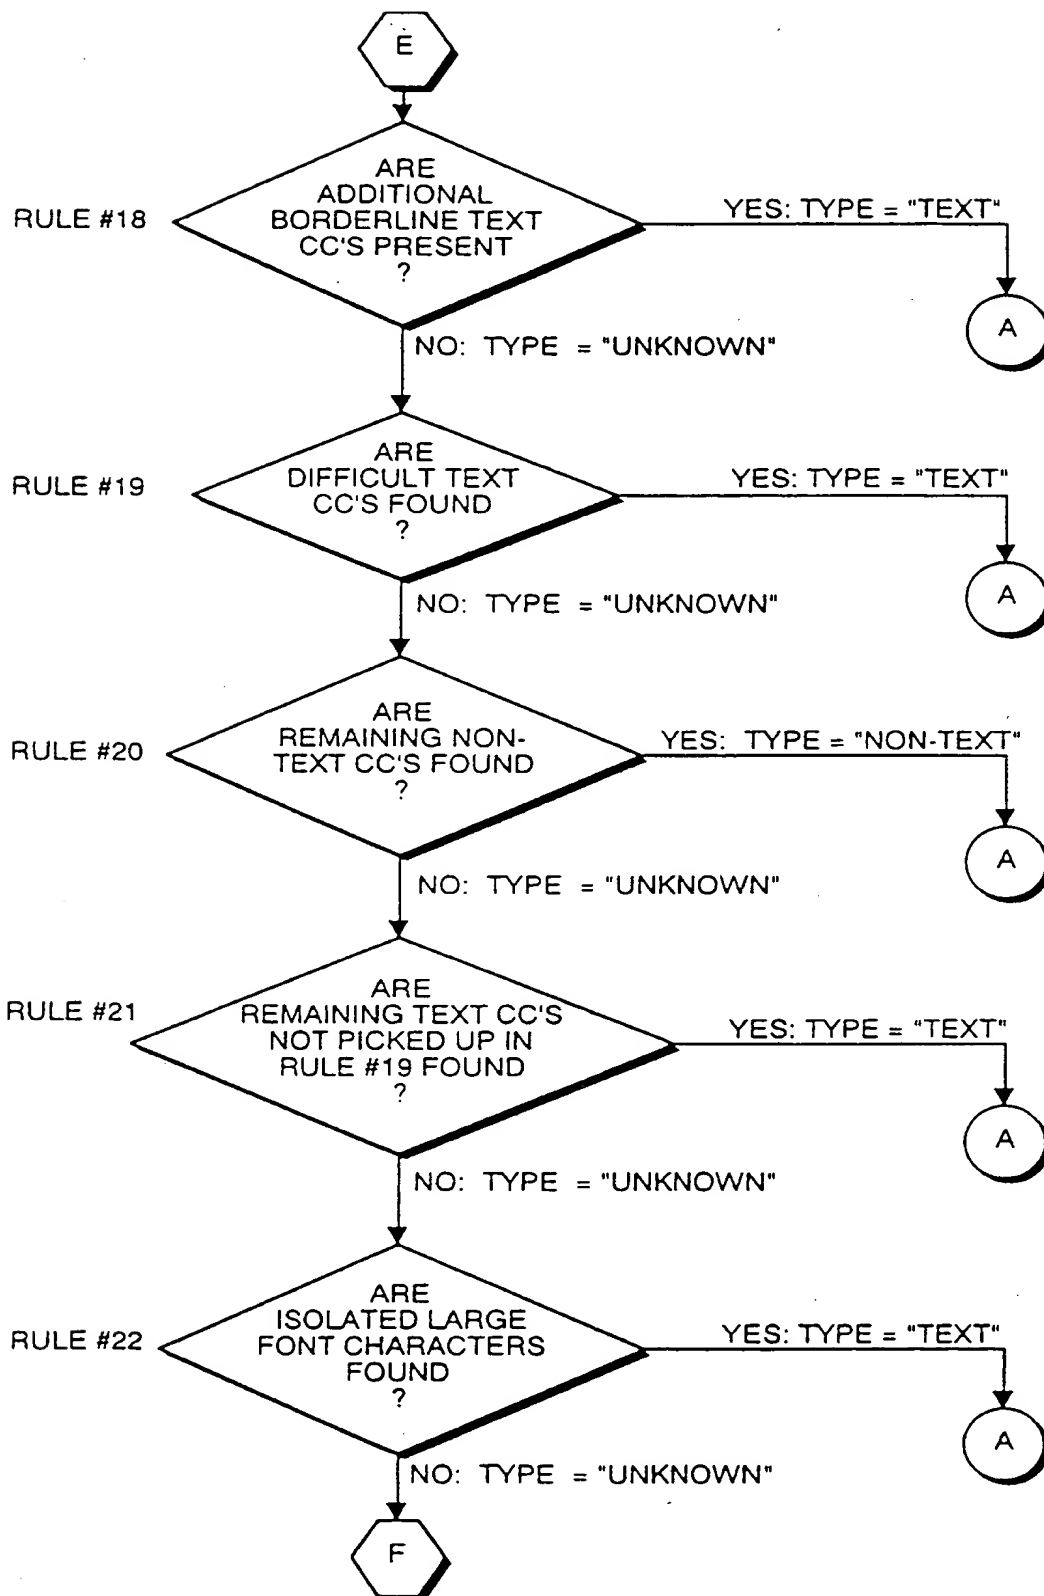 E
ARE
ADDITIONAL
BORDERLINE TEXT
CC'S PRESENT
?
RULE #18
YES: TYPE = "TEXT"
A
NO: TYPE = "UNKNOWN"
ARE
DIFFICULT TEXT
CC'S FOUND
?
RULE #19
YES: TYPE = "TEXT"
A
NO: TYPE = "UNKNOWN"
ARE
REMAINING NON-
TEXT CC'S FOUND
?
RULE #20
YES: TYPE = "NON-TEXT"
A
NO: TYPE = "UNKNOWN"
ARE
REMAINING TEXT CC'S
NOT PICKED UP IN
RULE #19 FOUND
?
RULE #21
YES: TYPE = "TEXT"
A
NO: TYPE = "UNKNOWN"
ARE
ISOLATED LARGE
FONT CHARACTERS
FOUND
?
RULE #22
YES: TYPE = "TEXT"
A
NO: TYPE = "UNKNOWN"
F